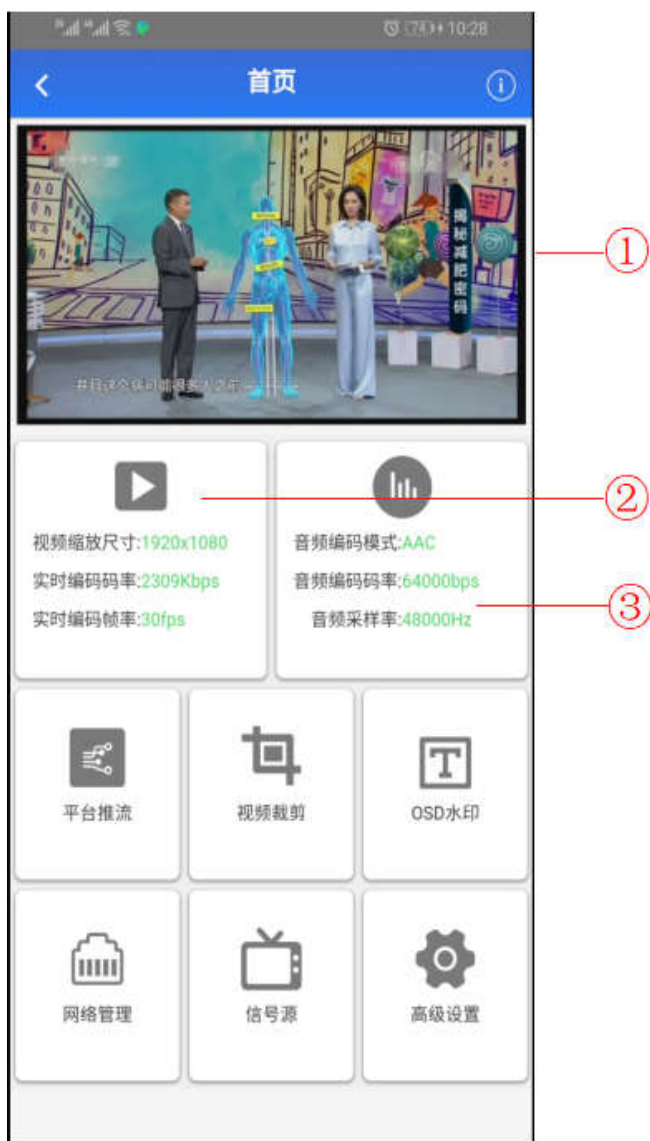 10:28
首页
①
揭秘减肥密码
②
视频缩放尺寸:1920x1080
实时编码码率:2309Kbps
实时编码帧率:30fps
音频编码模式:AAC
音频编码码率:64000bps
音频采样率:48000Hz
③
平台推流
视频裁剪
OSD水印
网络管理
信号源
高级设置